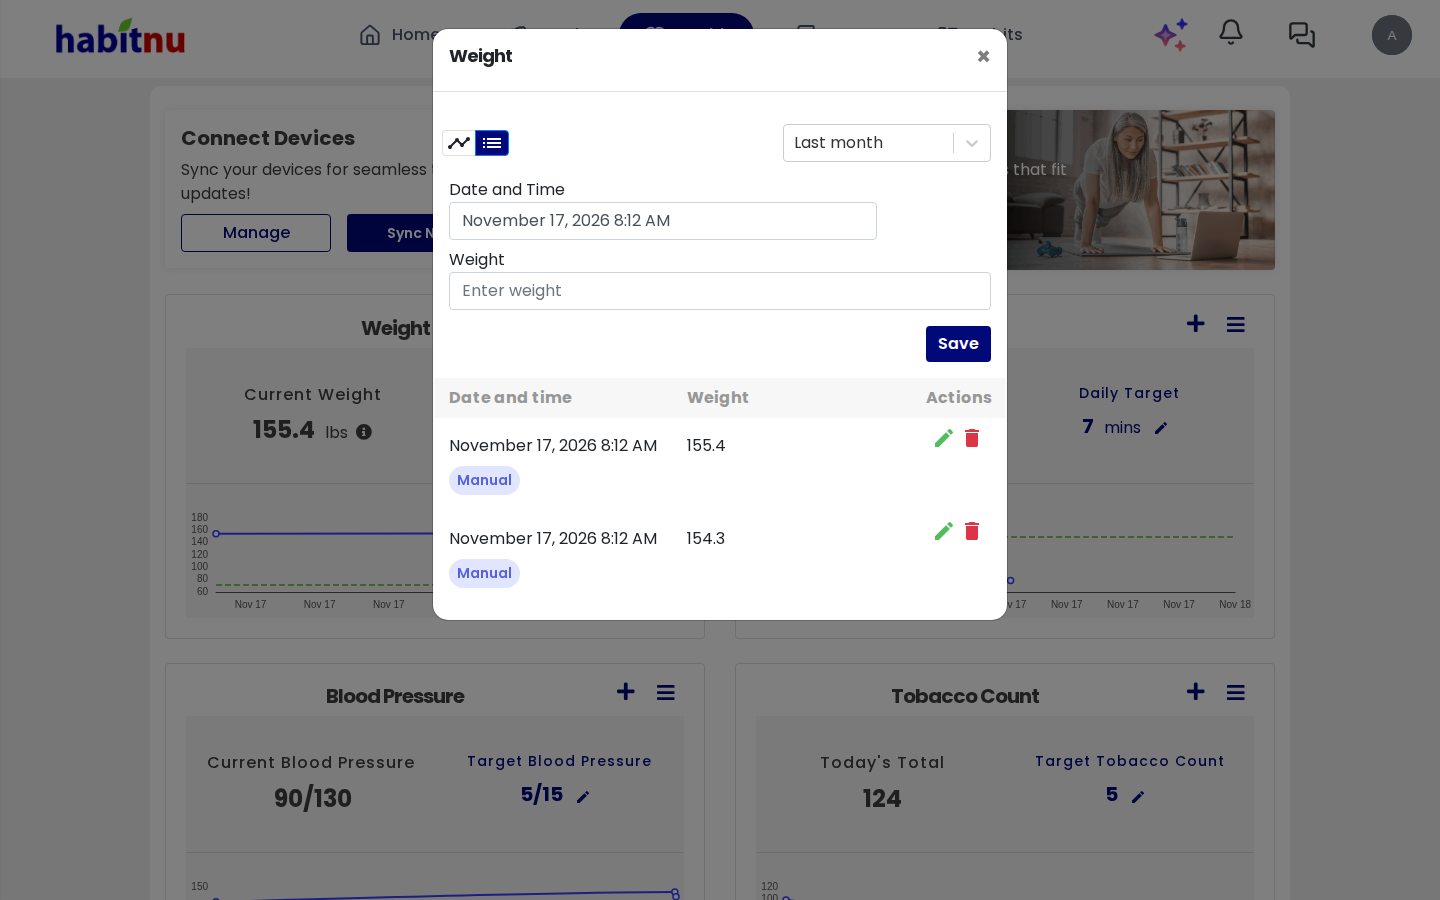 habitnu
Home
its
A
Weight
×
Connect Devices
Sync your devices for seamless
updates!
Manage
Sync N
that fit
Last month
Date and Time
November 17, 2026 8:12 AM
Weight
Enter weight
Save
Date and time Weight Actions
November 17, 2026 8:12 AM 155.4
Manual
November 17, 2026 8:12 AM 154.3
Manual
Weight
Current Weight
155.4 lbs
180
160
140
120
100
80
60
Nov 17 Nov 17 Nov 17
Daily Target
7 mins
v 17 Nov 17 Nov 17 Nov 17 Nov 18
Blood Pressure
Current Blood Pressure Target Blood Pressure
90/130 5/15
150
Tobacco Count
Today's Total Target Tobacco Count
124 5
120
100